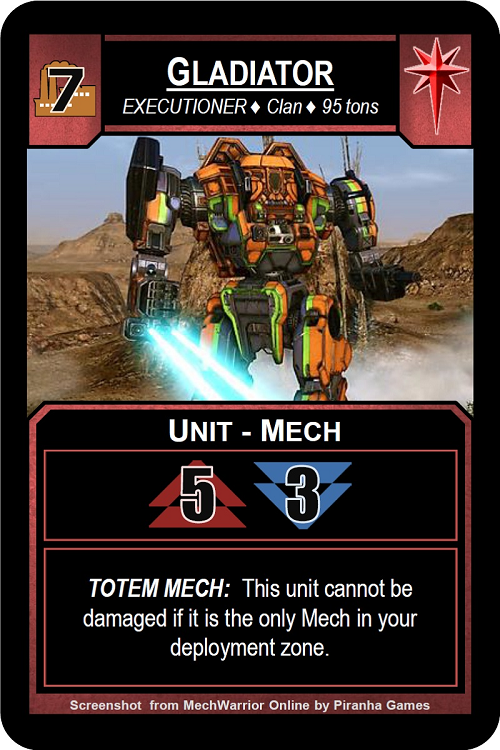 7
GLADIATOR
EXECUTIONER♦ Clan♦ 95 tons
UNIT - MECH
5 3
TOTEM MECH: This unit cannot be
damaged if it is the only Mech in your
deployment zone.
Screenshot from MechWarrior Online by Piranha Games